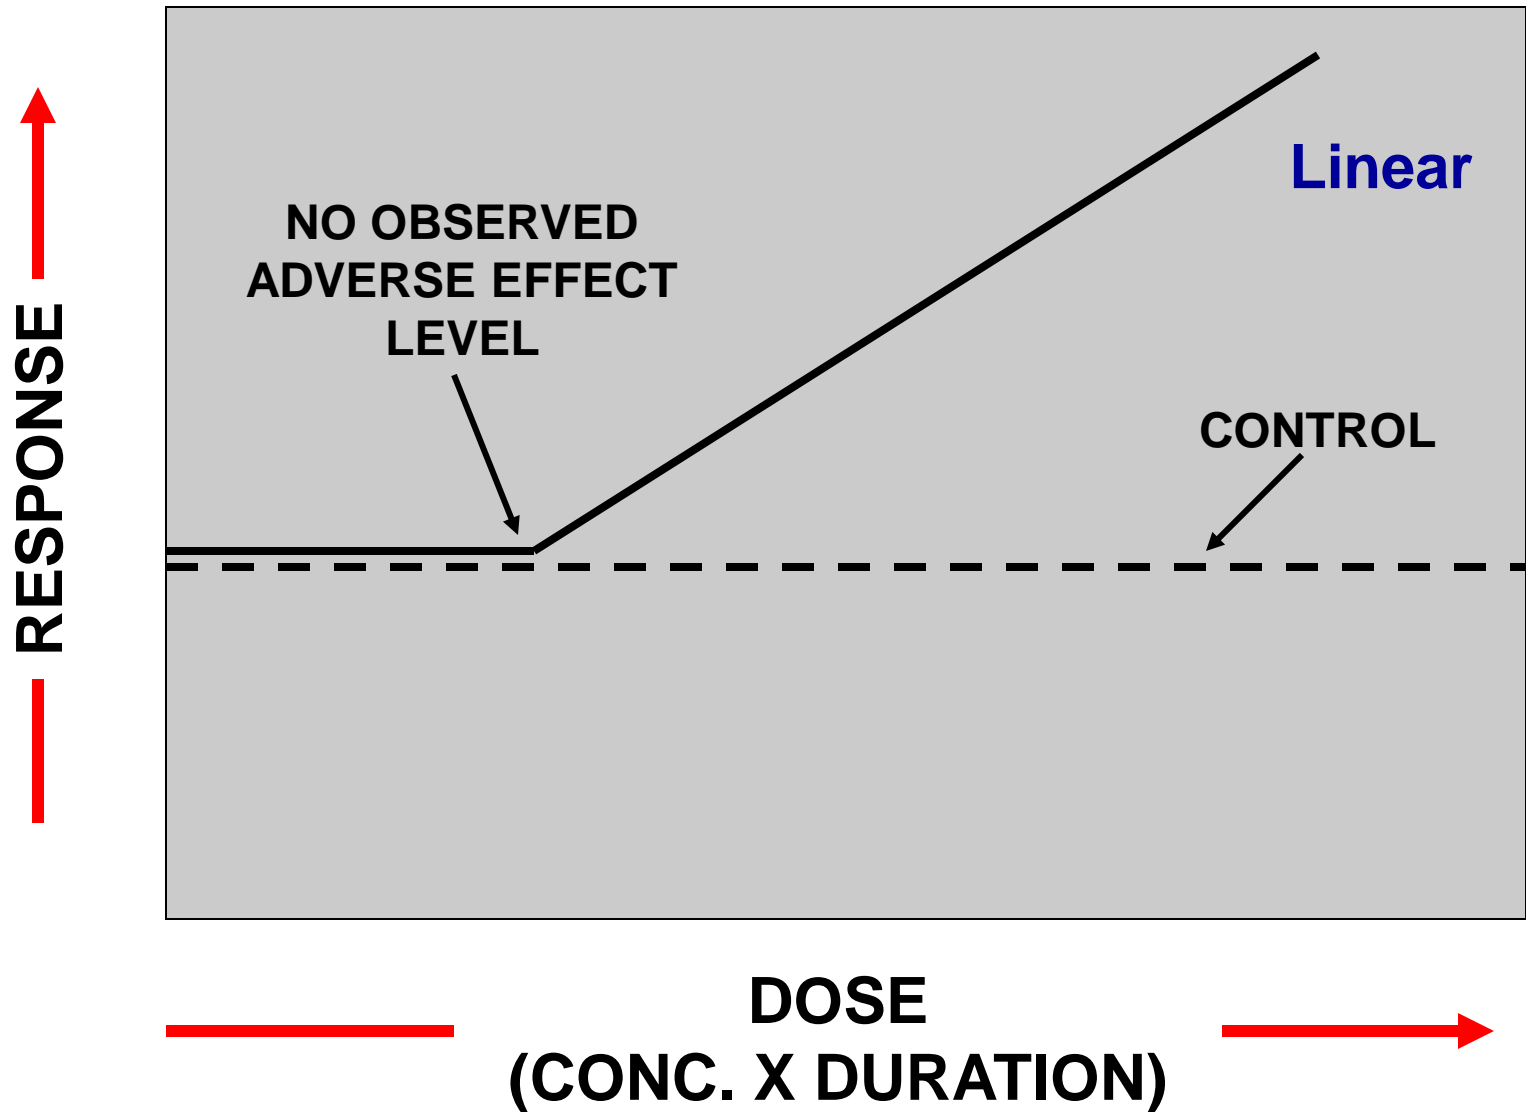 NO OBSERVED
ADVERSE EFFECT
LEVEL
Linear
CONTROL
RESPONSE
DOSE
(CONC. X DURATION)